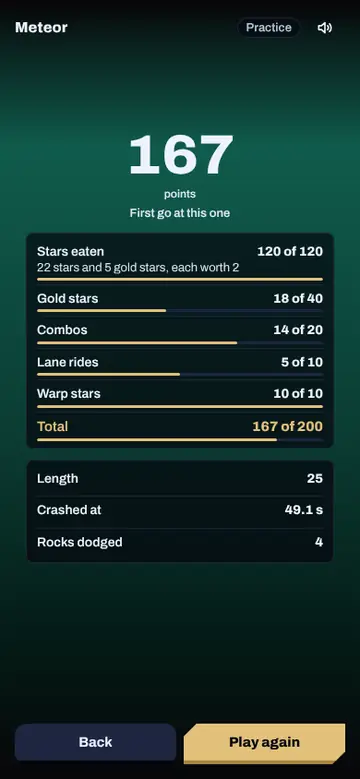 Meteor
Practice
167
points
First go at this one
Stars eaten 120 of 120
22 stars and 5 gold stars, each worth 2
Gold stars 18 of 40
Combos 14 of 20
Lane rides 5 of 10
Warp stars 10 of 10
Total 167 of 200
Length 25
Crashed at 49.1 s
Rocks dodged 4
Back
Play again